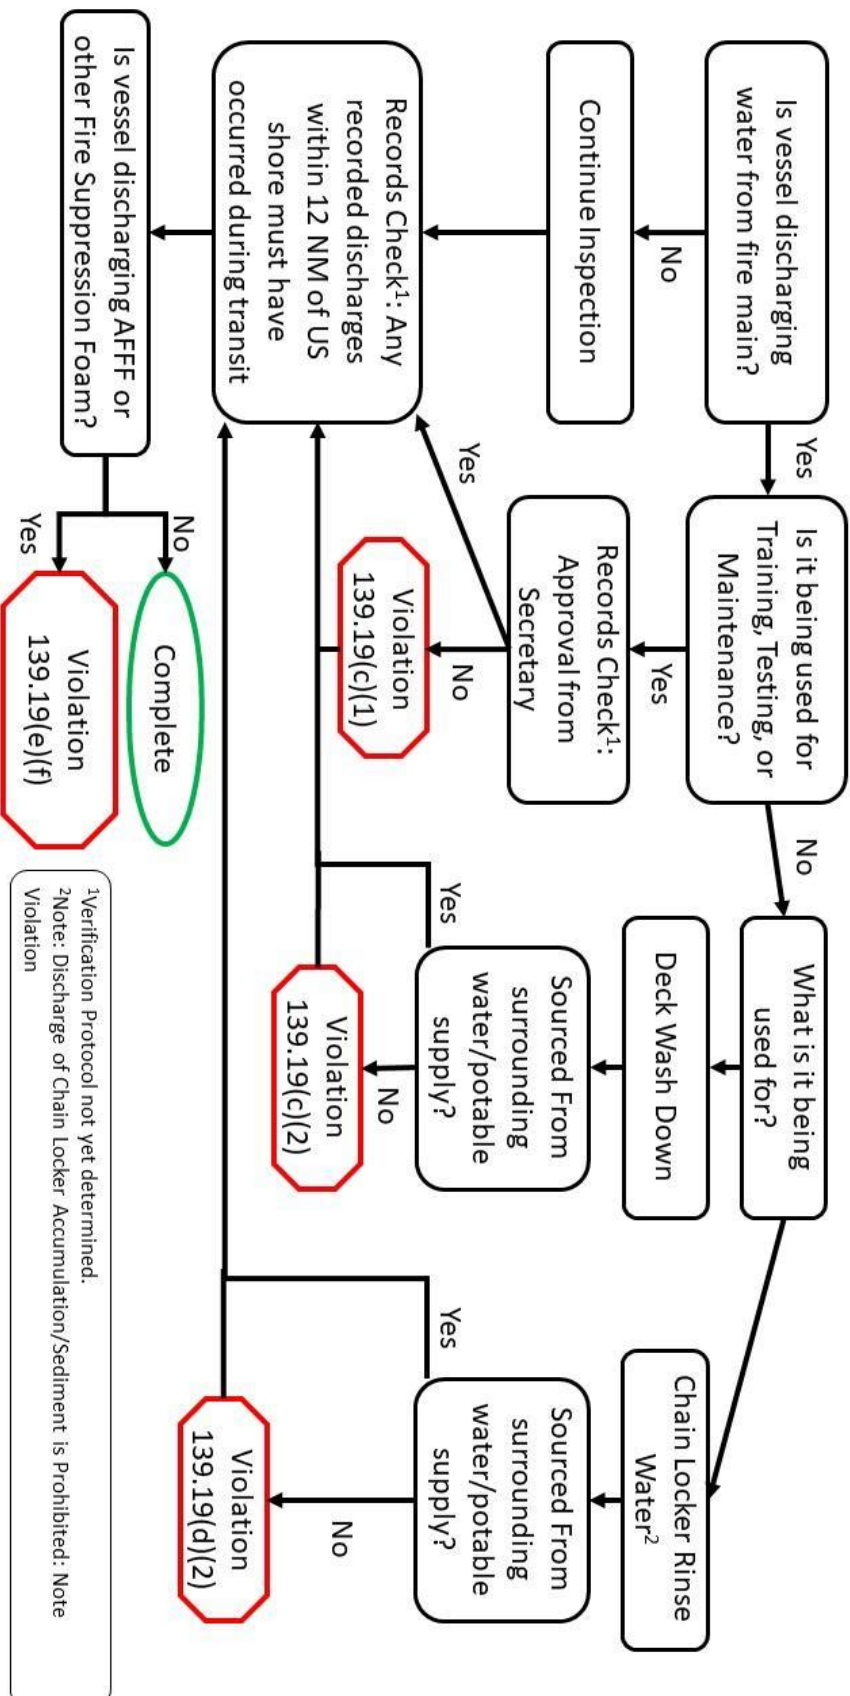 Is vessel discharging
water from fire main?
Yes
No
Is it being used for
Training, Testing, or
Maintenance?
No
Yes
What is it being
used for?
Continue Inspection
Records Check¹:
Approval from
Secretary
Yes
No
Deck Wash Down
Chain Locker Rinse
Water²
Records Check¹: Any
recorded discharges
within 12 NM of US
shore must have
occurred during transit
Violation
139.19(c)(1)
Yes
Sourced From
surrounding
water/potable
supply?
No
Violation
139.19(c)(2)
Yes
Sourced From
surrounding
water/potable
supply?
No
Violation
139.19(d)(2)
Is vessel discharging AFFF or
other Fire Suppression Foam?
No
Complete
Yes
Violation
139.19(e)(f)
¹Verification Protocol not yet determined.
²Note: Discharge of Chain Locker Accumulation/Sediment is Prohibited: Note
Violation